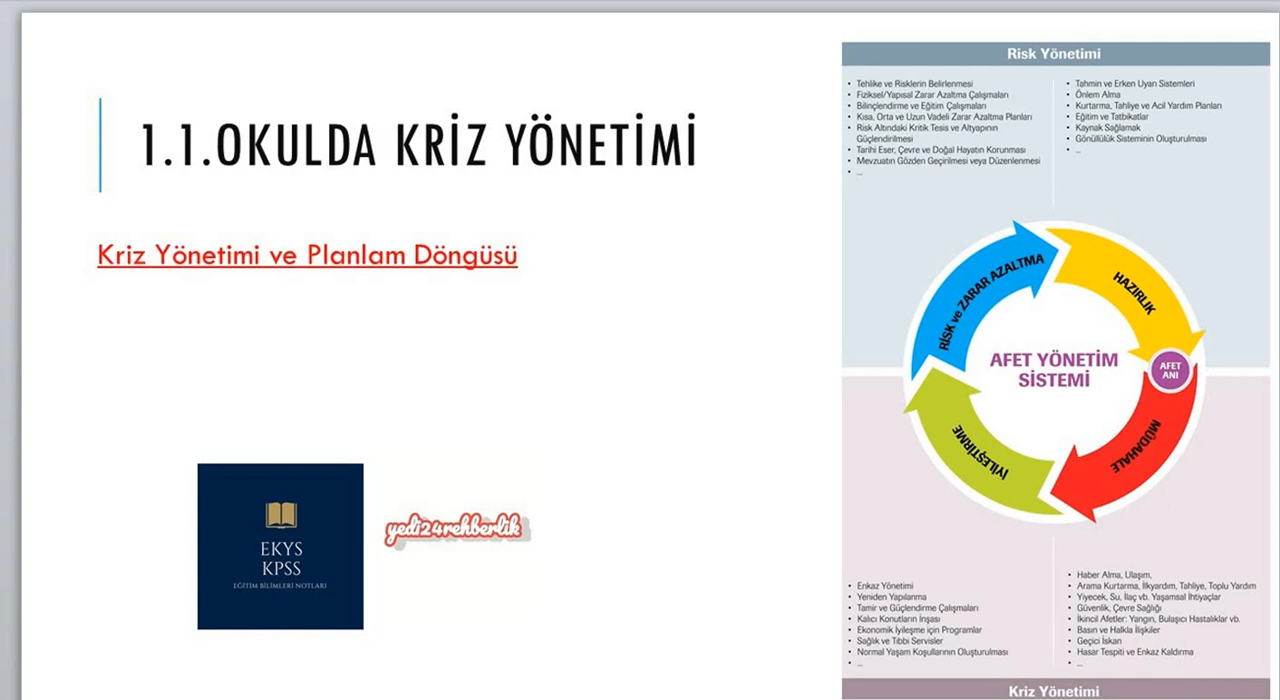 1.1.OKULDA KRİZ YÖNETİMİ
Kriz Yönetimi ve Planlam Döngüsü
EKYS
KPSS
EĞİTİM BİLİMLERİ NOTLARI
yedi24rehberlik
Risk Yönetimi
• Tehlike ve Risklerin Belirlenmesi
• Fiziksel/Yapısal Zarar Azaltma Çalışmaları
• Bilinçlendirme ve Eğitim Çalışmaları
• Kısa, Orta ve Uzun Vadeli Zarar Azaltma Planları
• Risk Altındaki Kritik Tesis ve Altyapının
Güçlendirilmesi
• Tarihi Eser, Çevre ve Doğal Hayatın Korunması
• Mevzuatın Gözden Geçirilmesi veya Düzenlenmesi
• ...
• Tahmin ve Erken Uyarı Sistemleri
• Önlem Alma
• Kurtarma, Tahliye ve Acil Yardım Planları
• Eğitim ve Tatbikatlar
• Kaynak Sağlamak
• Gönüllülük Sisteminin Oluşturulması
• ...
RİSK ve ZARAR AZALTMA
HAZIRLIK
AFET YÖNETİM
SİSTEMİ
AFET
ANI
İYİLEŞTİRME
MÜDAHALE
• Enkaz Yönetimi
• Yeniden Yapılanma
• Tamir ve Güçlendirme Çalışmaları
• Kalıcı Konutların İnşası
• Ekonomik İyileşme için Programlar
• Sağlık ve Tıbbi Servisler
• Normal Yaşam Koşullarının Oluşturulması
• ...
• Haber Alma, Ulaşım,
• Arama Kurtarma, İlkyardım, Tahliye, Toplu Yardım
• Yiyecek, Su, İlaç vb. Yaşamsal İhtiyaçlar
• Güvenlik, Çevre Sağlığı
• İkincil Afetler: Yangın, Bulaşıcı Hastalıklar vb.
• Basın ve Halkla İlişkiler
• Geçici İskan
• Hasar Tespiti ve Enkaz Kaldırma
• ...
Kriz Yönetimi